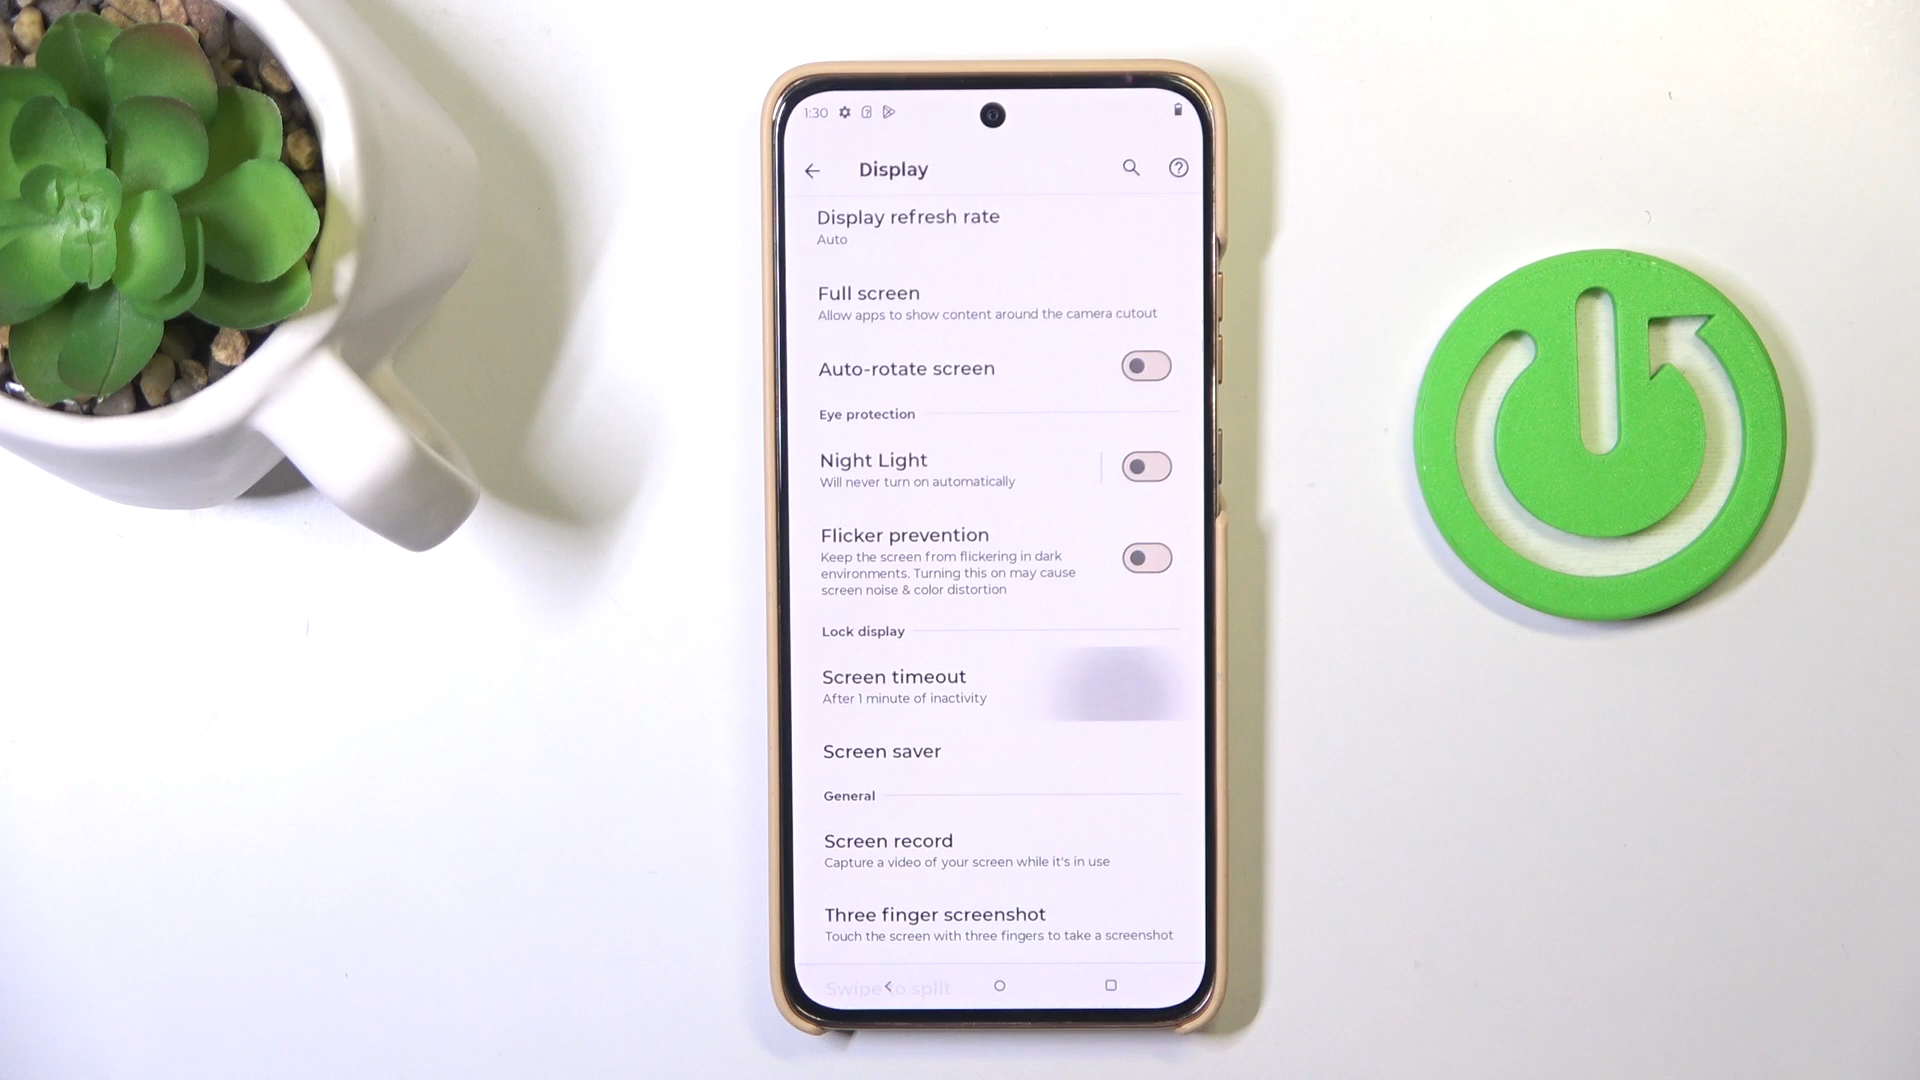 1:30
Display
Display refresh rate
Auto
Full screen
Allow apps to show content around the camera cutout
Auto-rotate screen
Eye protection
Night Light
Will never turn on automatically
Flicker prevention
Keep the screen from flickering in dark
environments. Turning this on may cause
screen noise & color distortion
Lock display
Screen timeout
After 1 minute of inactivity
Screen saver
General
Screen record
Capture a video of your screen while it's in use
Three finger screenshot
Touch the screen with three fingers to take a screenshot
Swipe to split